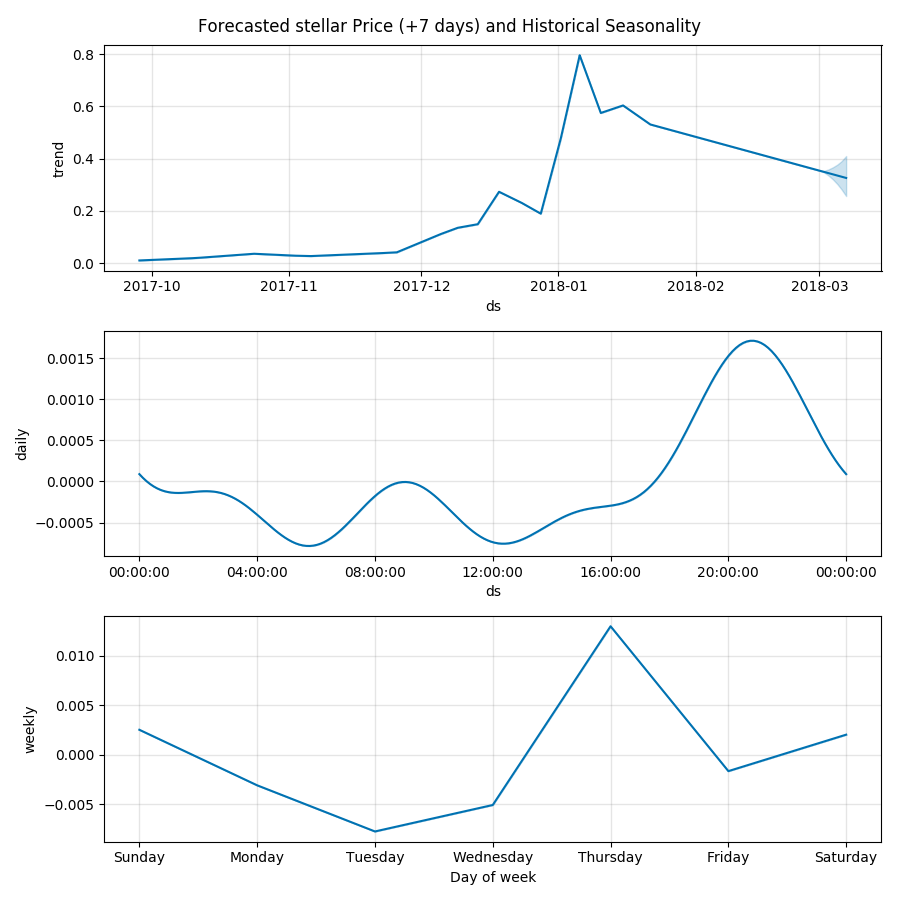 Forecasted stellar Price (+7 days) and Historical Seasonality
0.8
0.6
0.4
0.2
0.0
trend
2017-10 2017-11 2017-12 2018-01 2018-02 2018-03
ds
0.0015
0.0010
0.0005
0.0000
−0.0005
daily
00:00:00 04:00:00 08:00:00 12:00:00 16:00:00 20:00:00 00:00:00
ds
0.010
0.005
0.000
−0.005
weekly
Sunday Monday Tuesday Wednesday Thursday Friday Saturday
Day of week